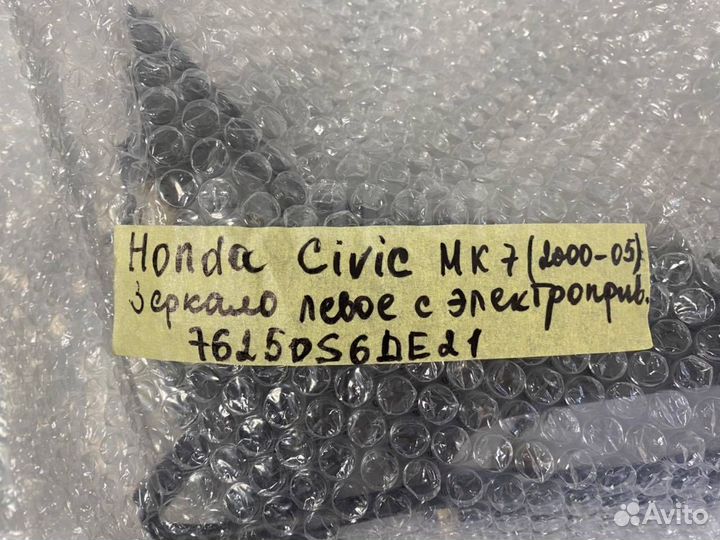 Honda Civic MK7 (2000-05)
Зеркало левое с электроприв.
76250S6DE21
Avito